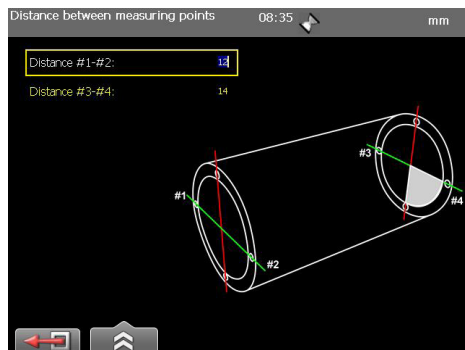 Distance between measuring points 08:35 mm
Distance #1-#2: 12
Distance #3-#4: 14
#3
#1
#4
#2